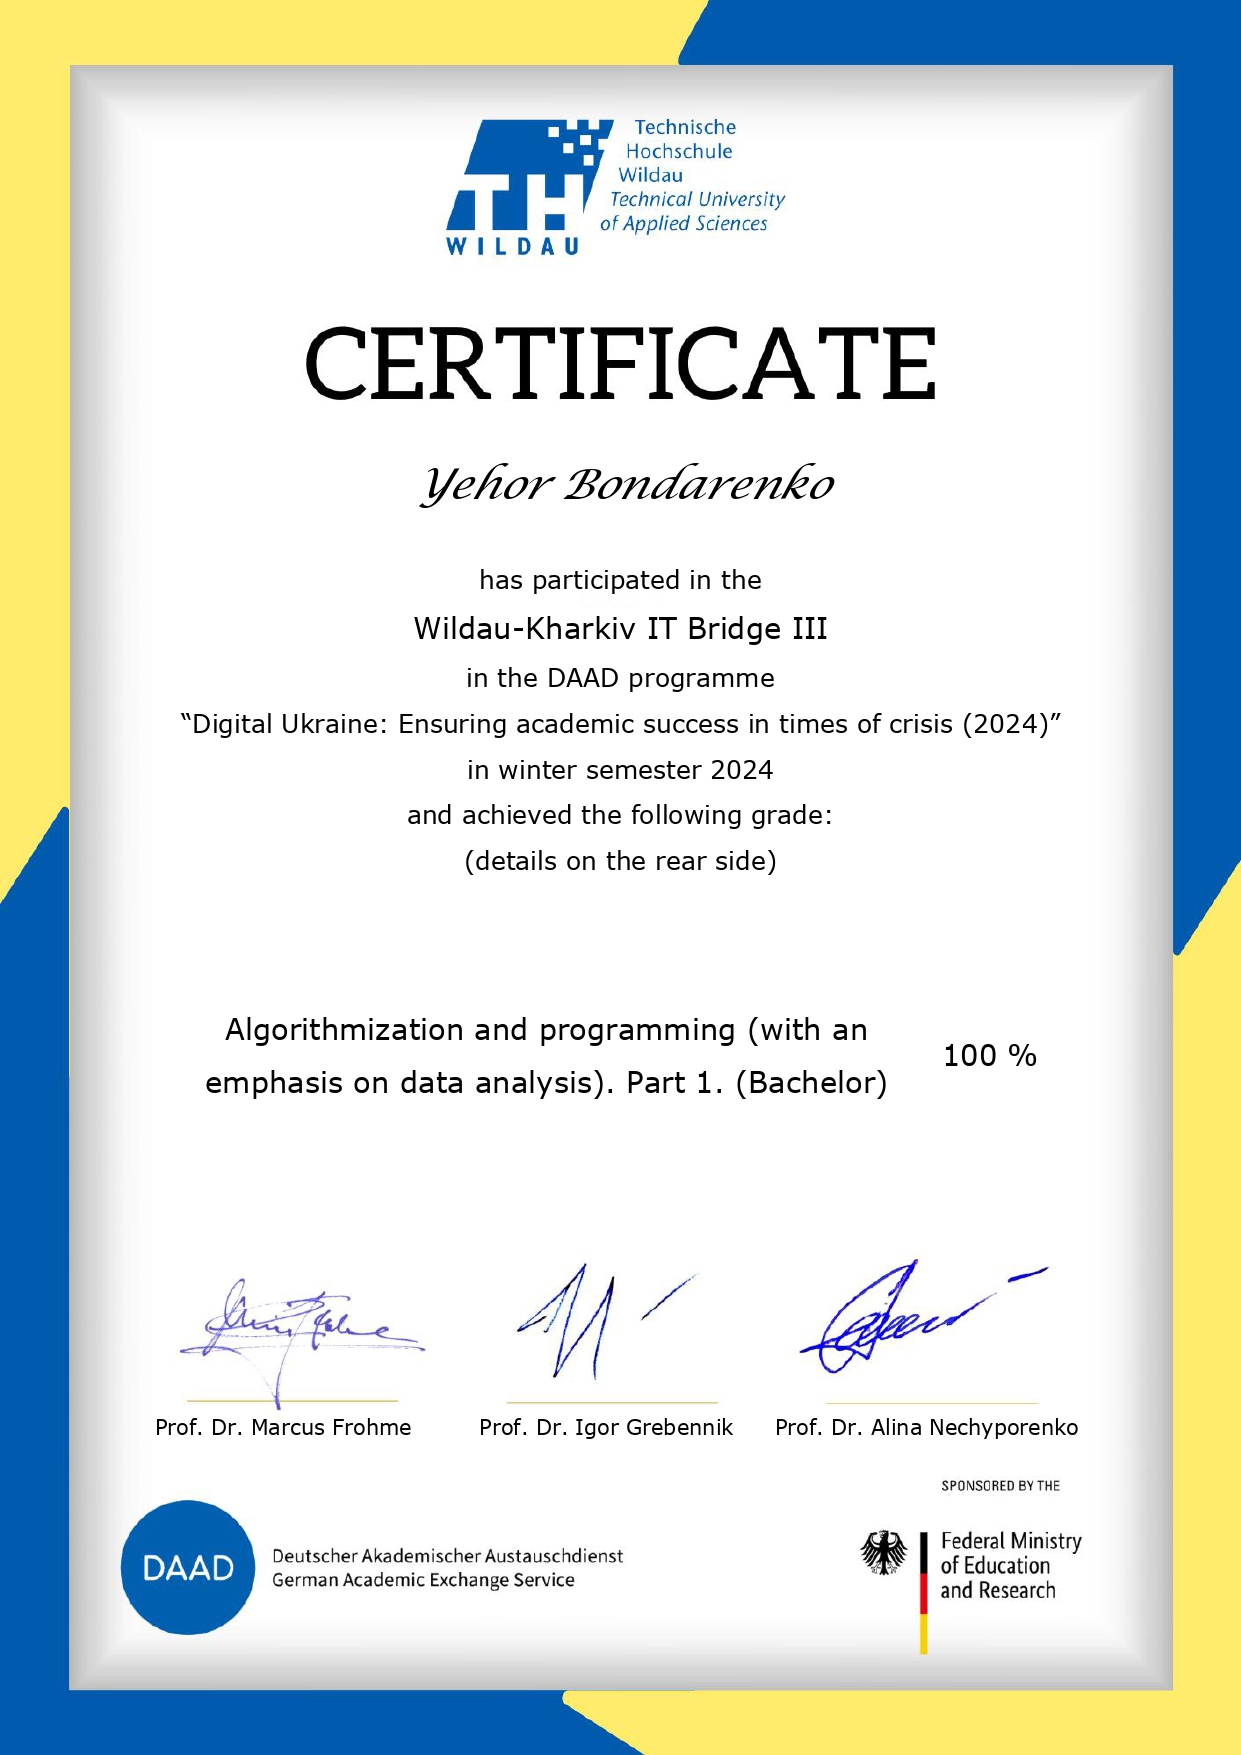 Technische
Hochschule
Wildau
Technical University
of Applied Sciences
TH
WILDAU
CERTIFICATE
Yehor Bondarenko
has participated in the
Wildau-Kharkiv IT Bridge III
in the DAAD programme
“Digital Ukraine: Ensuring academic success in times of crisis (2024)”
in winter semester 2024
and achieved the following grade:
(details on the rear side)
Algorithmization and programming (with an
emphasis on data analysis). Part 1. (Bachelor)
100 %
Prof. Dr. Marcus Frohme
Prof. Dr. Igor Grebennik
Prof. Dr. Alina Nechyporenko
SPONSORED BY THE
DAAD
Deutscher Akademischer Austauschdienst
German Academic Exchange Service
Federal Ministry
of Education
and Research